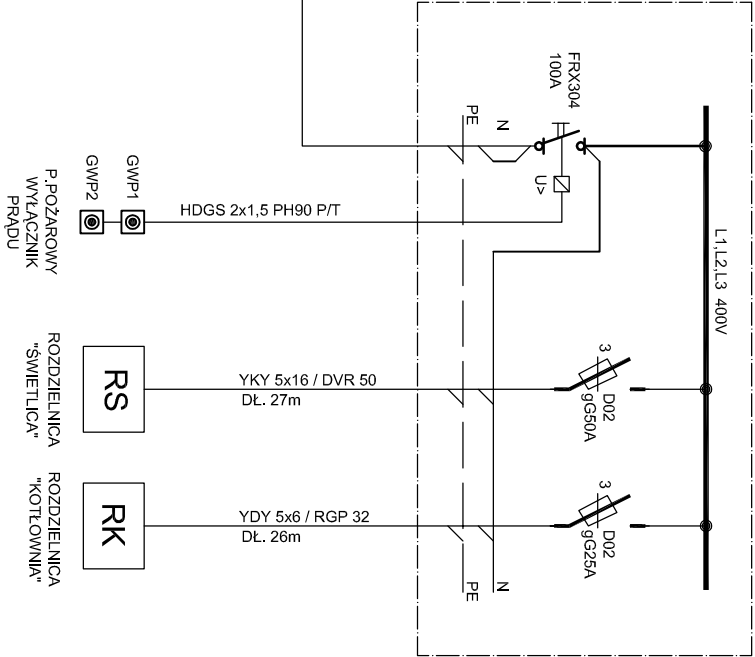 FRX304
100A
PE
N
U>
L1,L2,L3 400V
GWP1
GWP2
HDGS 2x1,5 PH90 P/T
P.POŻAROWY
WYŁĄCZNIK
PRĄDU
3
D02
gG50A
YKY 5x16 / DVR 50
DŁ. 27m
RS
ROZDZIELNICA
"ŚWIETLICA"
3
D02
gG25A
YDY 5x6 / RGP 32
DŁ. 26m
RK
ROZDZIELNICA
"KOTŁOWNIA"
N
PE